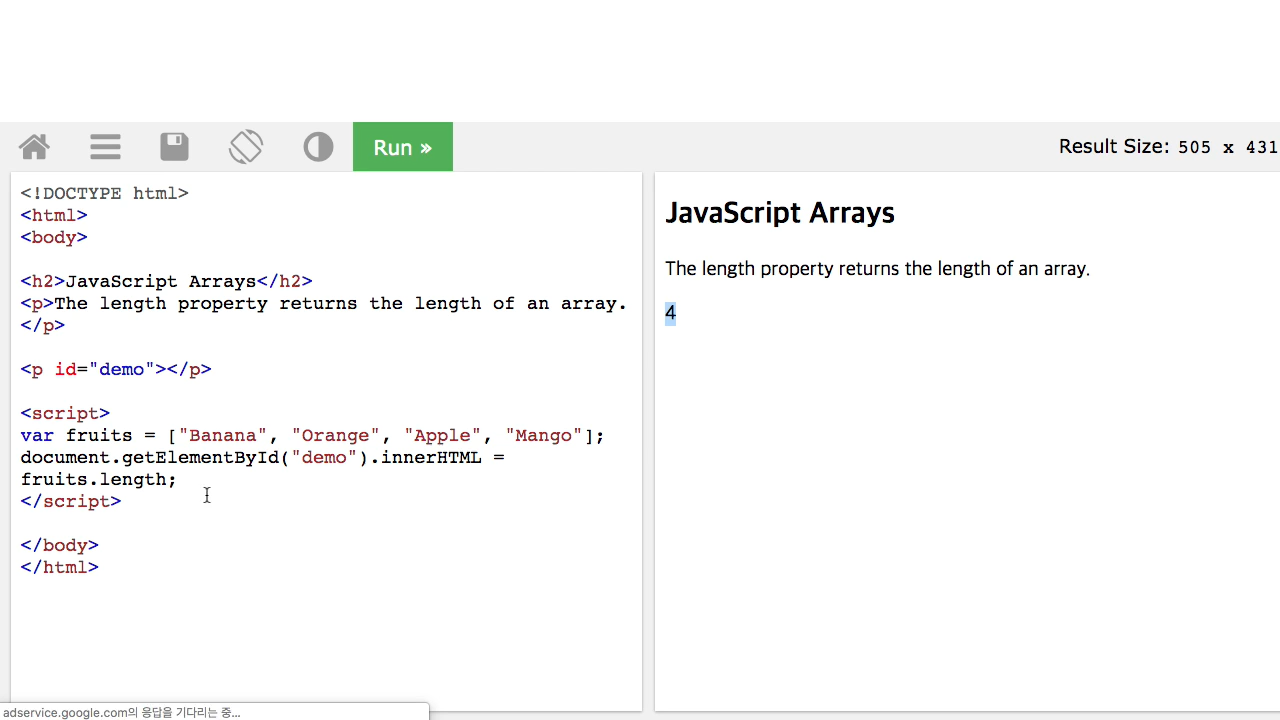 Run »
Result Size: 505 x 431
<!DOCTYPE html>
<html>
<body>
<h2>JavaScript Arrays</h2>
<p>The length property returns the length of an array.
</p>
<p id="demo"></p>
<script>
var fruits = ["Banana", "Orange", "Apple", "Mango"];
document.getElementById("demo").innerHTML =
fruits.length;
</script>
</body>
</html>
JavaScript Arrays
The length property returns the length of an array.
4
adservice.google.com의 응답을 기다리는 중...